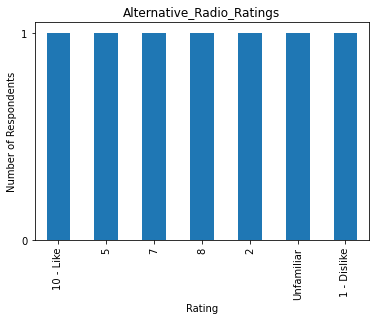 Alternative_Radio_Ratings
Number of Respondents
1
0
10 - Like
5
7
8
2
Unfamiliar
1 - Dislike
Rating